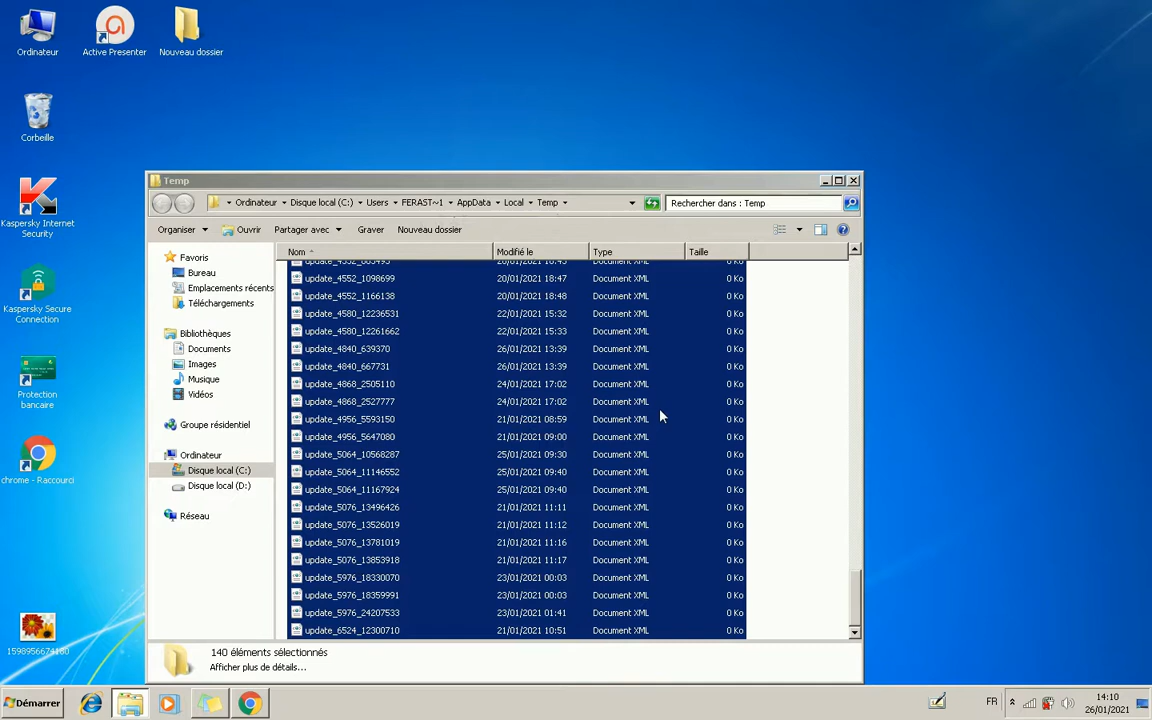 Ordinateur
Active Presenter
Nouveau dossier
Corbeille
Kaspersky Internet
Security
Kaspersky Secure
Connection
Protection
bancaire
chrome - Raccourci
1598956674180
Temp
Ordinateur Disque local (C:) Users FERAST~1 AppData Local Temp
Rechercher dans : Temp
Organiser Ouvrir Partager avec Graver Nouveau dossier
Favoris
Bureau
Emplacements récents
Téléchargements
Bibliothèques
Documents
Images
Musique
Vidéos
Groupe résidentiel
Ordinateur
Disque local (C:)
Disque local (D:)
Réseau
Nom Modifié le Type Taille
update_4552_1098699 20/01/2021 18:47 Document XML 0 Ko
update_4552_1166138 20/01/2021 18:48 Document XML 0 Ko
update_4580_12236531 22/01/2021 15:32 Document XML 0 Ko
update_4580_12261662 22/01/2021 15:33 Document XML 0 Ko
update_4840_639370 26/01/2021 13:39 Document XML 0 Ko
update_4840_667731 26/01/2021 13:39 Document XML 0 Ko
update_4868_2505110 24/01/2021 17:02 Document XML 0 Ko
update_4868_2527777 24/01/2021 17:02 Document XML 0 Ko
update_4956_5593150 21/01/2021 08:59 Document XML 0 Ko
update_4956_5647080 21/01/2021 09:00 Document XML 0 Ko
update_5064_10568287 25/01/2021 09:30 Document XML 0 Ko
update_5064_11146552 25/01/2021 09:40 Document XML 0 Ko
update_5064_11167924 25/01/2021 09:40 Document XML 0 Ko
update_5076_13496426 21/01/2021 11:11 Document XML 0 Ko
update_5076_13526019 21/01/2021 11:12 Document XML 0 Ko
update_5076_13781019 21/01/2021 11:16 Document XML 0 Ko
update_5076_13853918 21/01/2021 11:17 Document XML 0 Ko
update_5976_18330070 23/01/2021 00:03 Document XML 0 Ko
update_5976_18359991 23/01/2021 00:03 Document XML 0 Ko
update_5976_24207533 23/01/2021 01:41 Document XML 0 Ko
update_6524_12300710 21/01/2021 10:51 Document XML 0 Ko
140 éléments sélectionnés
Afficher plus de détails...
Démarrer
FR
14:10
26/01/2021